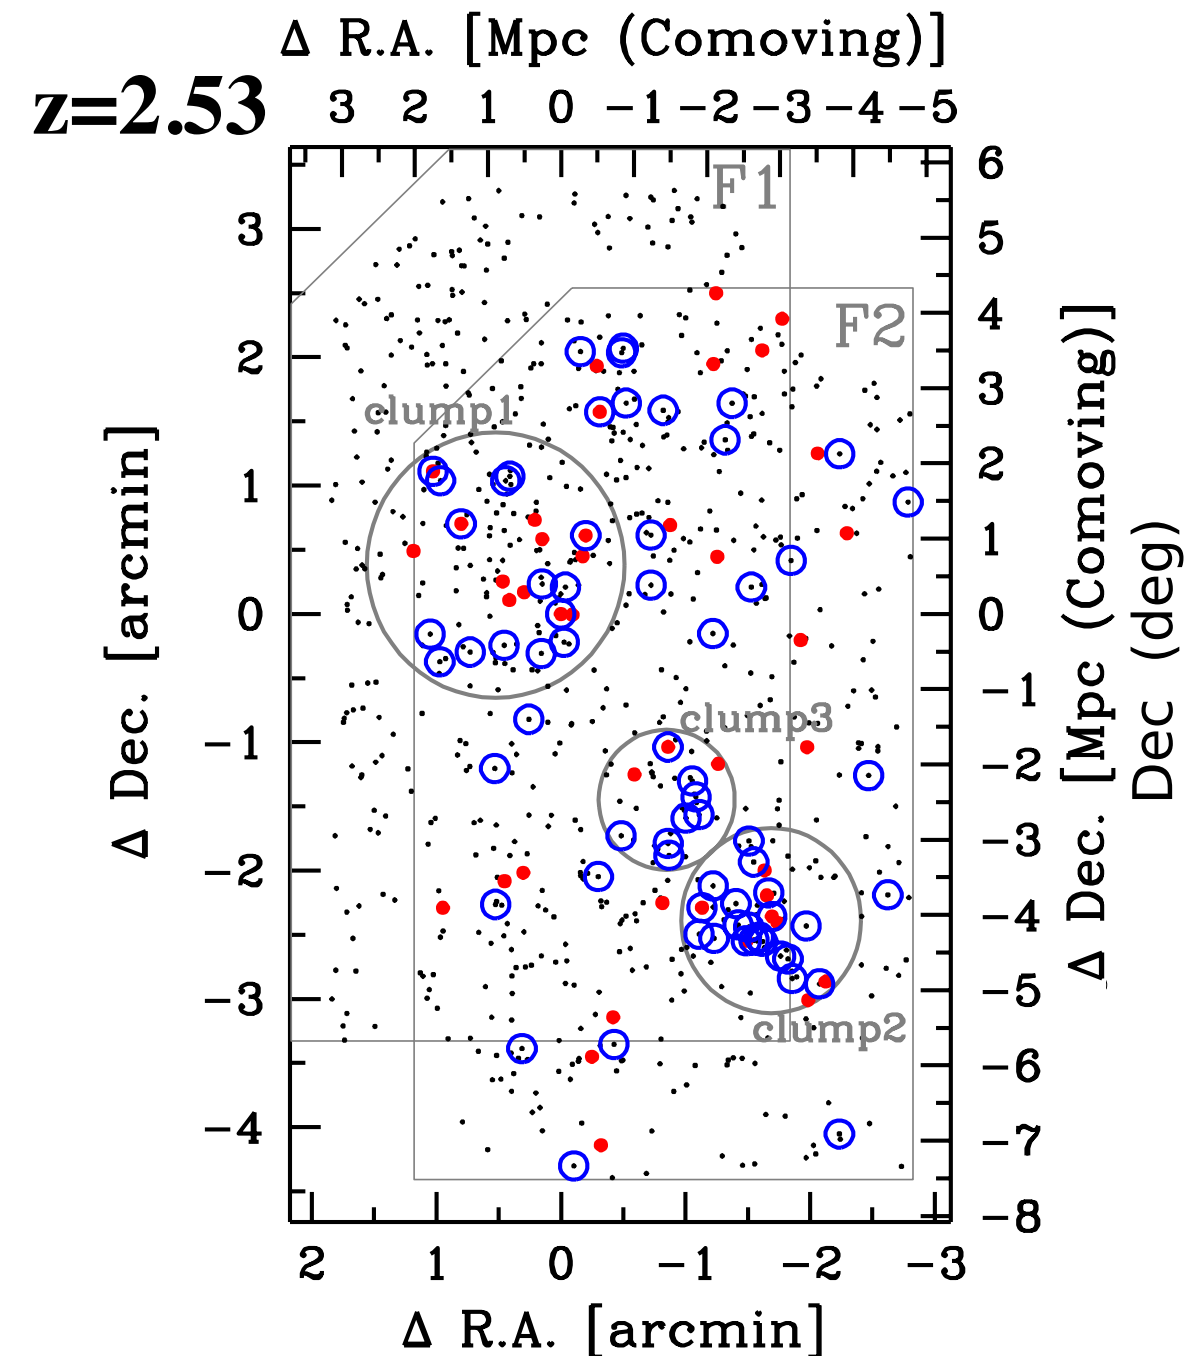 Δ R.A. [Mpc (Comoving)]
z=2.53
3 2 1 0 −1 −2 −3 −4 −5
F1
F2
clump1
clump3
clump2
3
2
1
0
−1
−2
−3
−4
6
5
4
3
2
1
0
−1
−2
−3
−4
−5
−6
−7
−8
Δ Dec. [arcmin]
Δ Dec. [Mpc (Comoving)]
Dec (deg)
2 1 0 −1 −2 −3
Δ R.A. [arcmin]